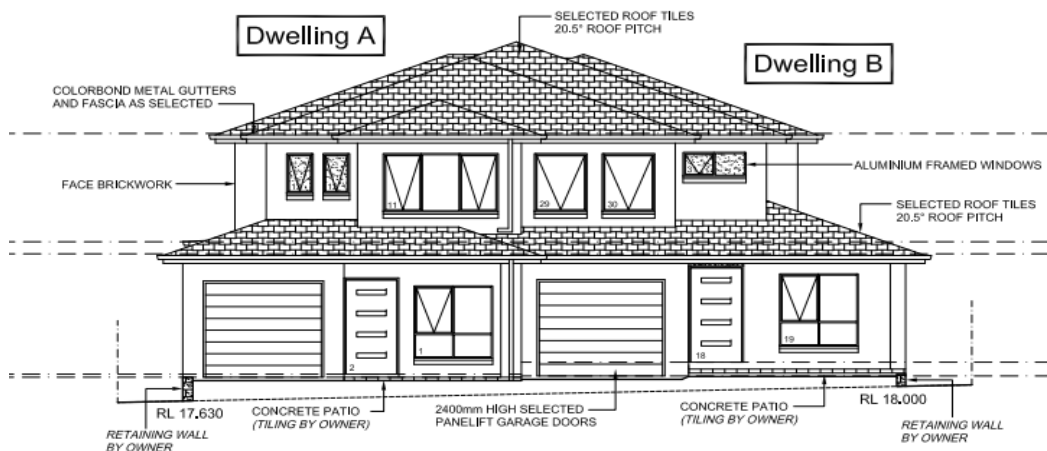 SELECTED ROOF TILES
20.5° ROOF PITCH
Dwelling A
Dwelling B
COLORBOND METAL GUTTERS
AND FASCIA AS SELECTED
ALUMINIUM FRAMED WINDOWS
FACE BRICKWORK
11
29
30
SELECTED ROOF TILES
20.5° ROOF PITCH
1
2
18
19
RL 17.630
CONCRETE PATIO
(TILING BY OWNER)
2400mm HIGH SELECTED
PANELIFT GARAGE DOORS
CONCRETE PATIO
(TILING BY OWNER)
RL 18.000
RETAINING WALL
BY OWNER
RETAINING WALL
BY OWNER